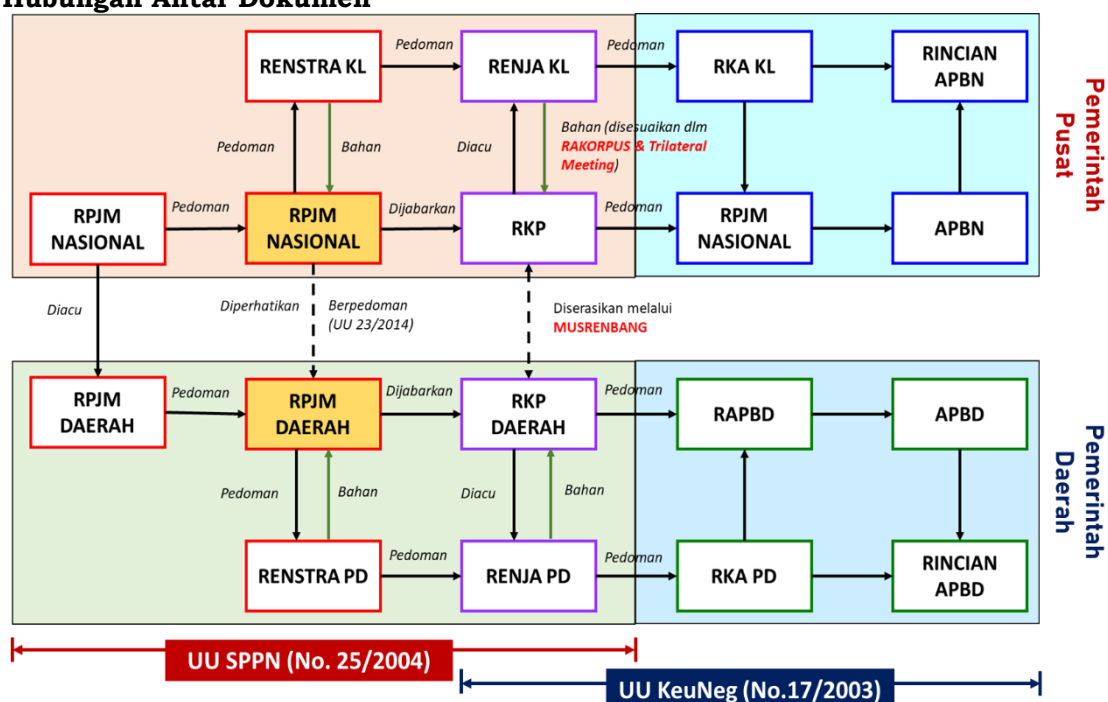 Hubungan Antar Dokumen
Pedoman
Pedoman
RENSTRA KL
RENJA KL
RKA KL
RINCIAN
APBN
Pedoman
Bahan
Diacu
Bahan (disesuaikan dlm
RAKORPUS & Trilateral
Meeting)
Pemerintah
Pusat
RPJM
NASIONAL
Pedoman
RPJM
NASIONAL
Dijabarkan
RKP
Pedoman
RPJM
NASIONAL
APBN
Diacu
Diperhatikan
Berpedoman
(UU 23/2014)
Diserasikan melalui
MUSRENBANG
RPJM
DAERAH
Pedoman
RPJM
DAERAH
Dijabarkan
RKP
DAERAH
Pedoman
RAPBD
APBD
Pedoman
Bahan
Diacu
Bahan
Pemerintah
Daerah
RENSTRA PD
Pedoman
RENJA PD
Pedoman
RKA PD
RINCIAN
APBD
UU SPPN (No. 25/2004)
UU KeuNeg (No.17/2003)